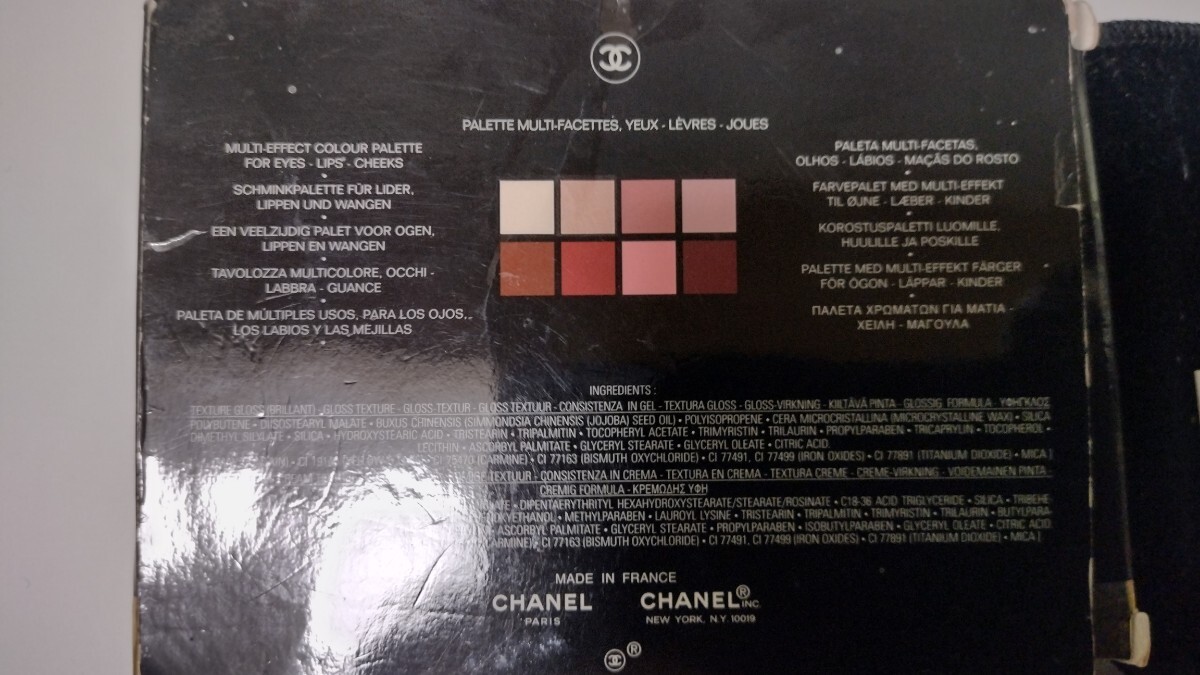 PALETTE MULTI-FACETTES, YEUX - LÈVRES - JOUES
MULTI-EFFECT COLOUR PALETTE
FOR EYES - LIPS - CHEEKS
SCHMINKPALETTE FÜR LIDER,
LIPPEN UND WANGEN
EEN VEELZIJDIG PALET VOOR OGEN,
LIPPEN EN WANGEN
TAVOLOZZA MULTICOLORE, OCCHI -
LABBRA - GUANCE
PALETA DE MÚLTIPLES USOS, PARA LOS OJOS,
LOS LABIOS Y LAS MEJILLAS
PALETA MULTI-FACETAS,
OLHOS - LÁBIOS - MAÇÃS DO ROSTO
FARVEPALET MED MULTI-EFFEKT
TIL ØJNE - LÆBER - KINDER
KOROSTUSPALETTI LUOMILLE,
HUULILLE JA POSKILLE
PALETTE MED MULTI-EFFEKT FÄRGER
FÖR ÖGON - LÄPPAR - KINDER
ΠΑΛΕΤΑ ΧΡΩΜΑΤΩΝ ΓΙΑ ΜΑΤΙΑ -
ΧΕΙΛΗ - ΜΑΓΟΥΛΑ
INGREDIENTS :
TEXTURE GLOSS (BRILLANT) - GLOSS TEXTURE - GLOSS TEXTUR - GLOSS TEXTUUR - CONSISTENZA IN GEL - TEXTURA GLOSS - GLOSS-VIRKNING - KIILTÄVÄ PINTA - GLOSSIG FORMULA -
POLYBUTENE • DIISOSTEARYL MALATE • BUXUS CHINENSIS (SIMMONDSIA CHINENSIS (JOJOBA) SEED OIL) • POLYISOPROPENE • CERA MICROCRISTALLINA (MICROCRYSTALLINE WAX) • SILICA
DIMETHYL SILYLATE • SILICA • HYDROXYSTEARIC ACID • TRISTEARIN • TRIPALMITIN • TOCOPHERYL ACETATE • TRIMYRISTIN • TRILAURIN • PROPYLPARABEN • TRICAPRYLIN • TOCOPHEROL •
LECITHIN • ASCORBYL PALMITATE • GLYCERYL STEARATE • GLYCERYL OLEATE • CITRIC ACID.
(CARMINE) • CI 77163 (BISMUTH OXYCHLORIDE) • CI 77491, CI 77499 (IRON OXIDES) • CI 77891 (TITANIUM DIOXIDE) • MICA ]
TEXTUUR - CONSISTENZA IN CREMA - TEXTURA EN CREMA - TEXTURA CREME - CREME-VIRKNING - VOIDEMAINEN PINTA -
CREMIG FORMULA - ΚΡΕΜΩΔΗΣ ΥΦΗ
• DIPENTAERYTHRITYL HEXAHYDROXYSTEARATE/STEARATE/ROSINATE • C18-36 ACID TRIGLYCERIDE • SILICA • TRIBEHE-
• METHYLPARABEN • LAUROYL LYSINE • TRISTEARIN • TRIPALMITIN • TRIMYRISTIN • TRILAURIN • BUTYLPARA-
ASCORBYL PALMITATE • GLYCERYL STEARATE • PROPYLPARABEN • ISOBUTYLPARABEN • GLYCERYL OLEATE • CITRIC ACID.
CARMINE) • CI 77163 (BISMUTH OXYCHLORIDE) • CI 77491, CI 77499 (IRON OXIDES) • CI 77891 (TITANIUM DIOXIDE) • MICA ]
MADE IN FRANCE
CHANEL CHANEL® INC.
PARIS NEW YORK, N.Y. 10019
®